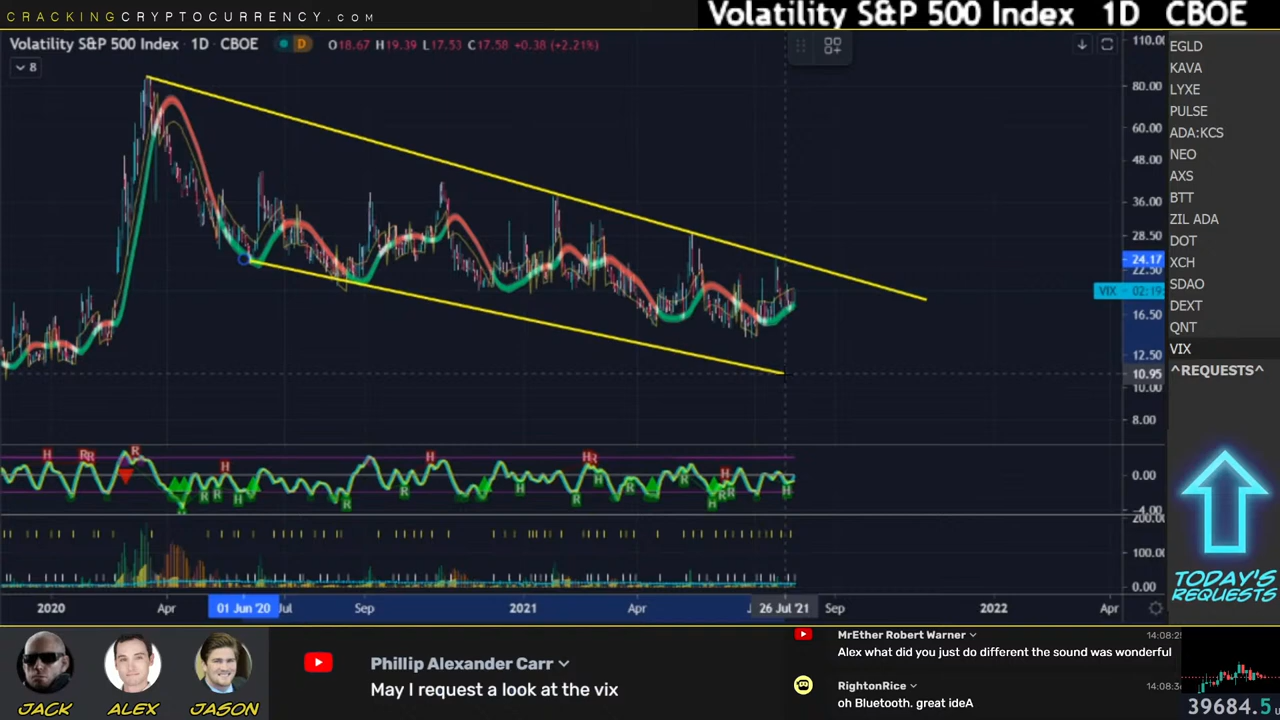 CRACKINGCRYPTOCURRENCY.com
Volatility S&P 500 Index 1D CBOE
Volatility S&P 500 Index · 1D · CBOE D O18.67 H19.39 L17.53 C17.58 +0.38 (+2.21%)
8
110.00
80.00
60.00
48.00
36.00
28.50
24.17
22.50
VIX 02:19
16.50
12.50
10.95
10.00
8.00
EGLD
KAVA
LYXE
PULSE
ADA:KCS
NEO
AXS
BTT
ZIL ADA
DOT
XCH
SDAO
DEXT
QNT
VIX
^REQUESTS^
TODAY'S
REQUESTS
H RR R H H HR H
R R H R R H R H R R H R R H
0.00
-4.00
200.00
100.00
0.00
2020 Apr 01 Jun '20 Jul Sep 2021 Apr 26 Jul '21 Sep 2022 Apr
JACK ALEX JASON
Phillip Alexander Carr
May I request a look at the vix
MrEther Robert Warner 14:08:25
Alex what did you just do different the sound was wonderful
RightonRice 14:08:3
oh Bluetooth. great ideA
39684.5